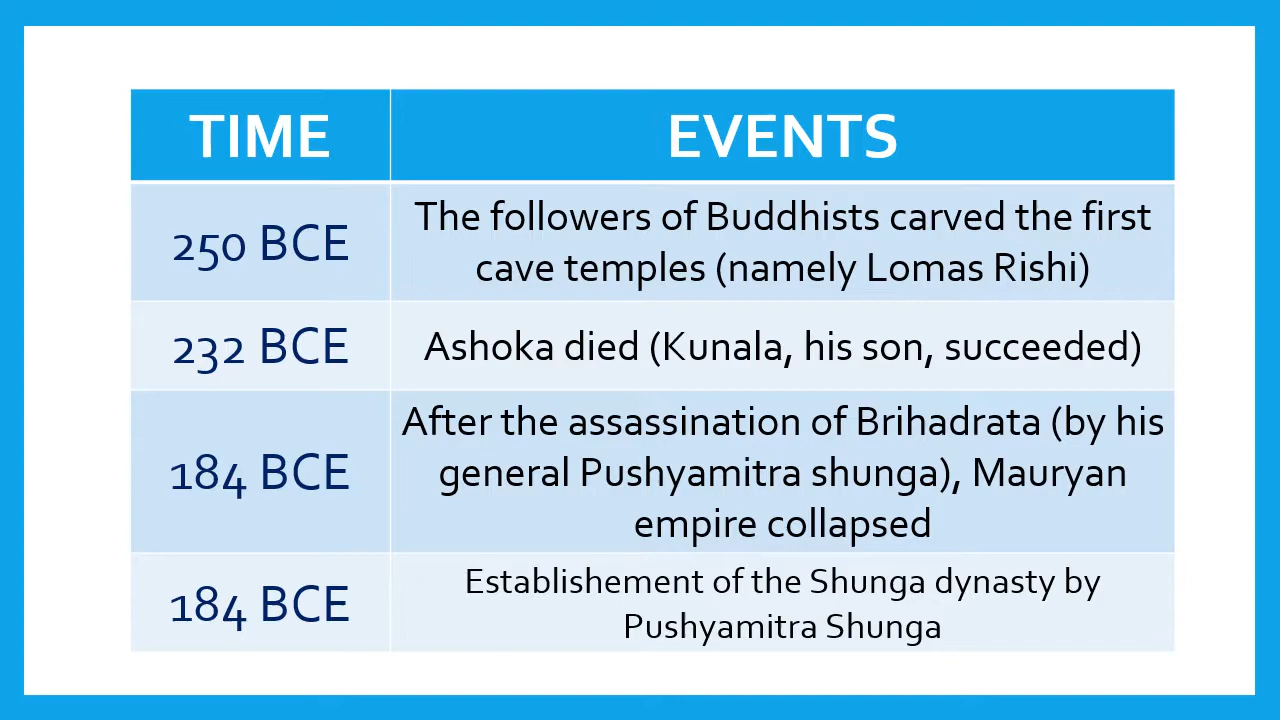 TIME
EVENTS
250 BCE
The followers of Buddhists carved the first
cave temples (namely Lomas Rishi)
232 BCE
Ashoka died (Kunala, his son, succeeded)
184 BCE
After the assassination of Brihadrata (by his
general Pushyamitra shunga), Mauryan
empire collapsed
184 BCE
Establishement of the Shunga dynasty by
Pushyamitra Shunga